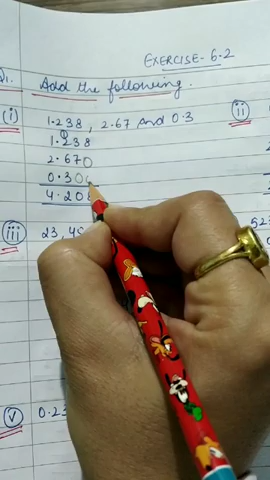 EXERCISE-6.2
1. Add the following.
(i) 1.238, 2.67 and 0.3
(ii)
1.238
2.670
0.300
4.208
(iii) 23,
(v) 0.23